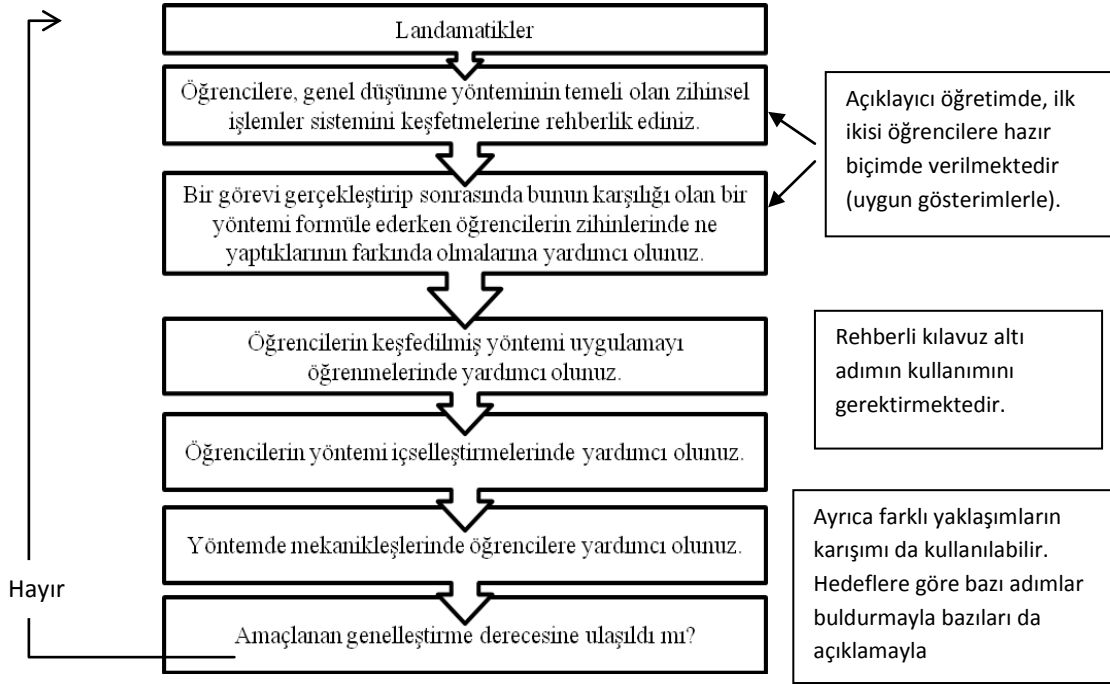 Landamatikler
Öğrencilere, genel düşünme yönteminin temeli olan zihinsel
işlemler sistemini keşfetmelerine rehberlik ediniz.
Açıklayıcı öğretimde, ilk
ikisi öğrencilere hazır
biçimde verilmektedir
(uygun gösterimlerle).
Bir görevi gerçekleştirip sonrasında bunun karşılığı olan bir
yöntemi formüle ederken öğrencilerin zihinlerinde ne
yaptıklarının farkında olmalarına yardımcı olunuz.
Öğrencilerin keşfedilmiş yöntemi uygulamayı
öğrenmelerinde yardımcı olunuz.
Rehberli kılavuz altı
adımın kullanımını
gerektirmektedir.
Öğrencilerin yöntemi içselleştirmelerinde yardımcı olunuz.
Yöntemde mekanikleşlerinde öğrencilere yardımcı olunuz.
Ayrıca farklı yaklaşımların
karışımı da kullanılabilir.
Hedeflere göre bazı adımlar
buldurmayla bazıları da
açıklamayla
Hayır
Amaçlanan genelleştirme derecesine ulaşıldı mı?